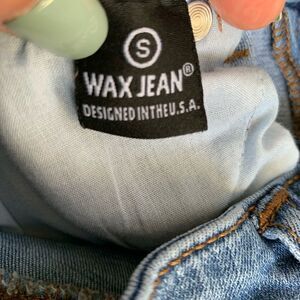 S
WAX JEAN®
DESIGNED IN THE U.S.A.